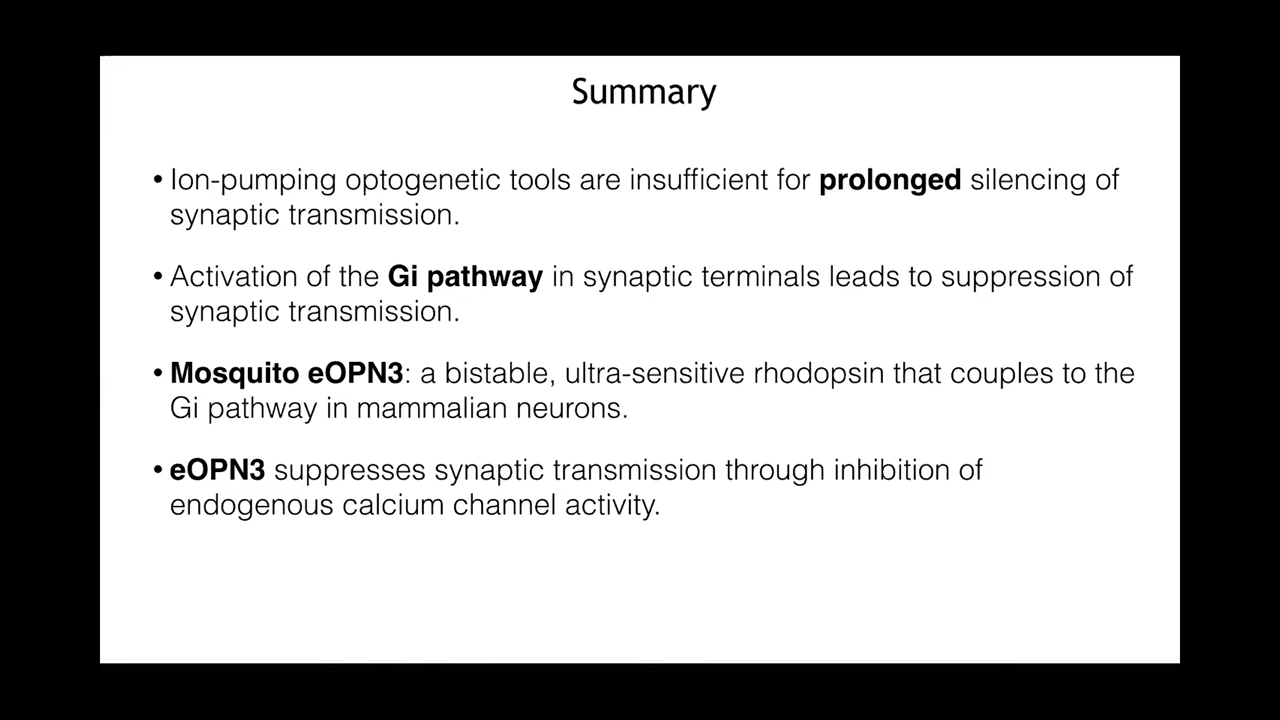 Summary
• Ion-pumping optogenetic tools are insufficient for prolonged silencing of
synaptic transmission.
• Activation of the Gi pathway in synaptic terminals leads to suppression of
synaptic transmission.
• Mosquito eOPN3: a bistable, ultra-sensitive rhodopsin that couples to the
Gi pathway in mammalian neurons.
• eOPN3 suppresses synaptic transmission through inhibition of
endogenous calcium channel activity.